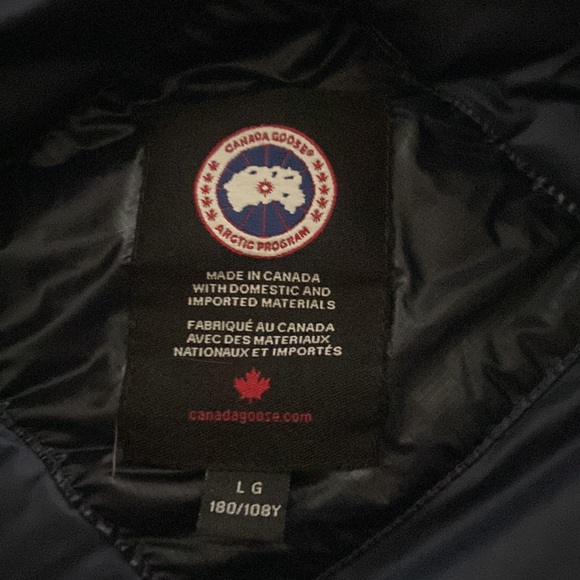 CANADA GOOSE®
ARCTIC PROGRAM
MADE IN CANADA
WITH DOMESTIC AND
IMPORTED MATERIALS
FABRIQUÉ AU CANADA
AVEC DES MATERIAUX
NATIONAUX ET IMPORTÉS
canadagoose.com
L G
180/108Y